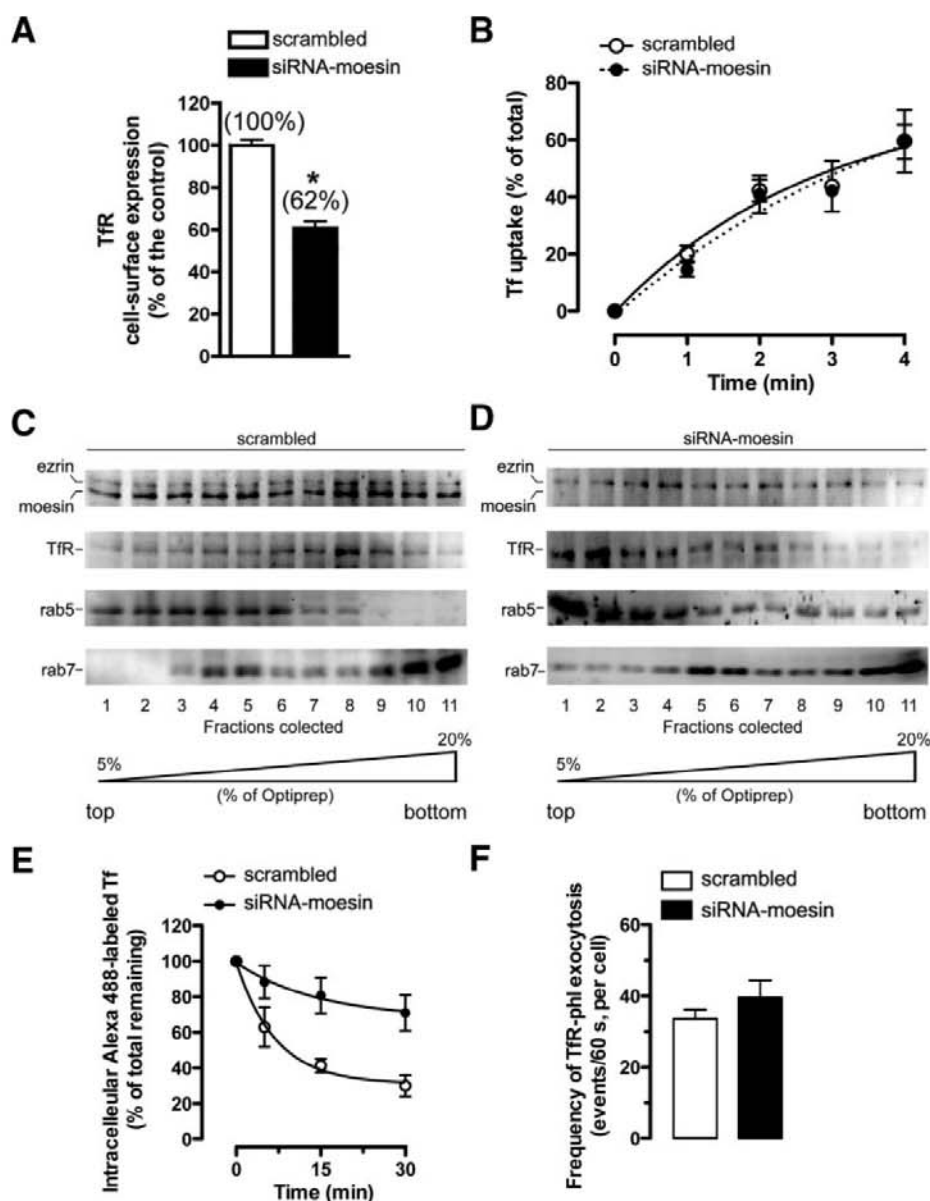 A
scrambled
siRNA-moesin
TfR
cell-surface expression
(% of the control)
120
100
80
60
40
20
0
(100%)
*
(62%)
B
scrambled
siRNA-moesin
Tf uptake (% of total)
80
60
40
20
0
0 1 2 3 4
Time (min)
C
scrambled
ezrin
moesin
TfR
rab5
rab7
1 2 3 4 5 6 7 8 9 10 11
Fractions collected
5%
20%
(% of Optiprep)
top
bottom
D
siRNA-moesin
ezrin
moesin
TfR
rab5
rab7
1 2 3 4 5 6 7 8 9 10 11
Fractions collected
5%
20%
(% of Optiprep)
top
bottom
E
scrambled
siRNA-moesin
Intracelleular Alexa 488-labeled Tf
(% of total remaining)
120
100
80
60
40
20
0
0 15 30
Time (min)
F
scrambled
siRNA-moesin
Frequency of TfR-phl exocytosis
(events/60 s, per cell)
60
40
20
0